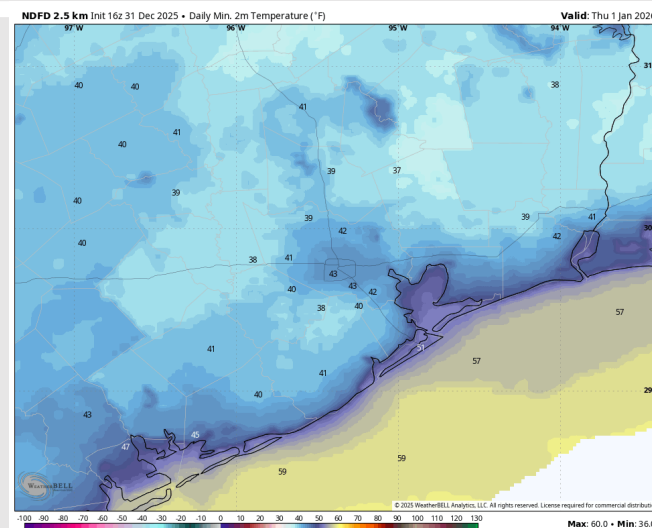 NDFD 2.5 km Init 16z 31 Dec 2025 • Daily Min. 2m Temperature (°F)
Valid: Thu 1 Jan 2026
97°W 96°W 95°W 94°W
31
40 40 38
41
41
40
39 37
39
40
39 39 41
42 42
40
30
38 41
43
40 43 42
38 40
57
41
51
57
41
29
40
43
45
47
59
59
WEATHERBELL
© 2025 WeatherBELL Analytics, LLC. All rights reserved. License required for commercial distributi
-100 -90 -80 -70 -60 -50 -40 -30 -20 -10 0 10 20 30 40 50 60 70 80 90 100 110 120 130
Max: 60.0 • Min: 36.